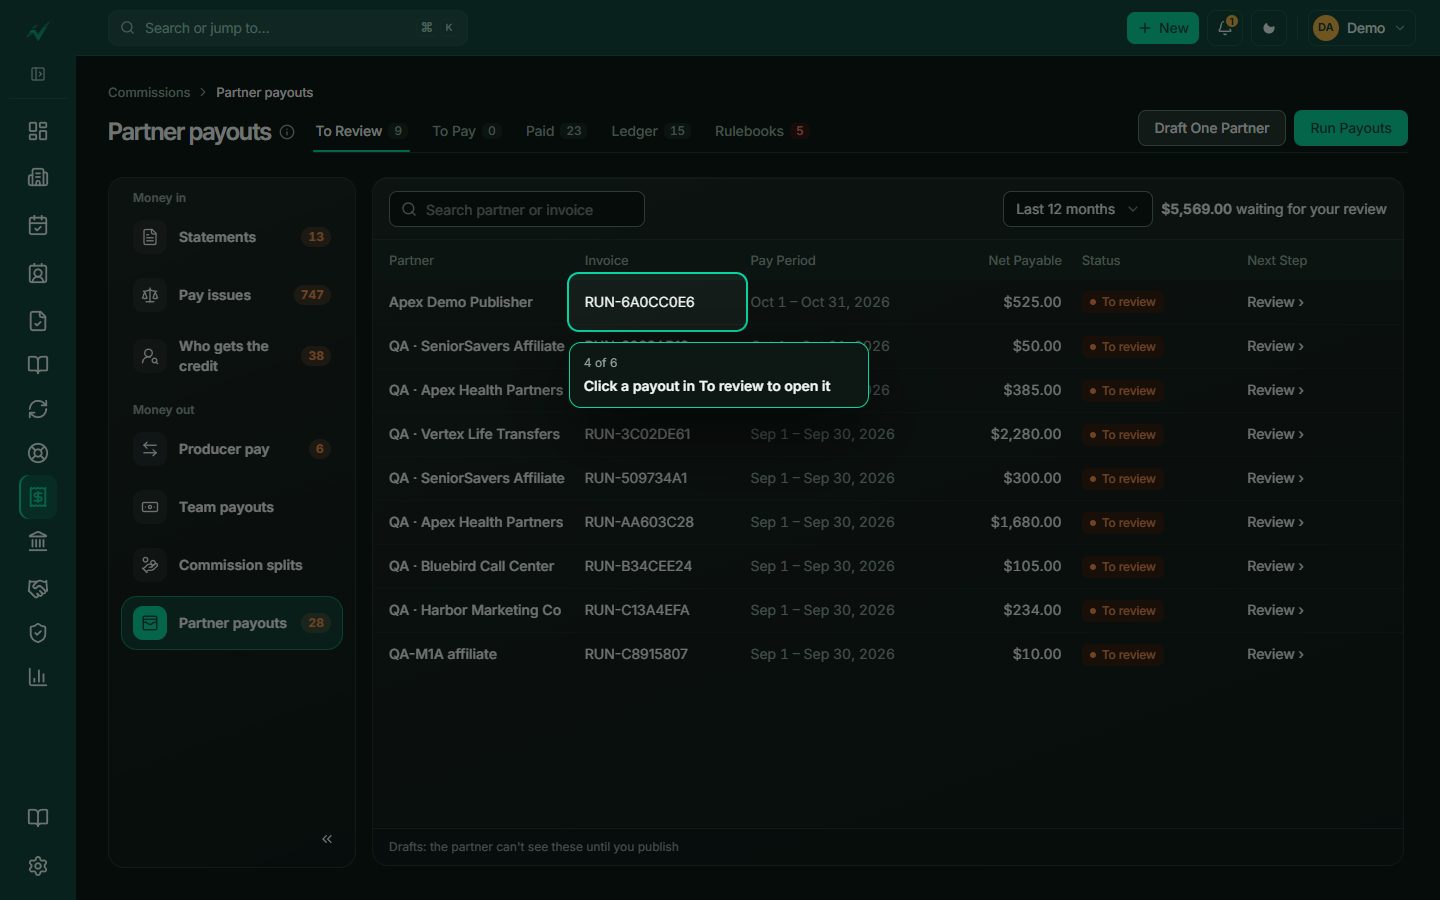 Search or jump to...
⌘ K
New
1
DA
Demo
Commissions
Partner payouts
Partner payouts
To Review 9
To Pay 0
Paid 23
Ledger 15
Rulebooks 5
Draft One Partner
Run Payouts
Money in
Statements 13
Pay issues 747
Who gets the
credit
38
Money out
Producer pay 6
Team payouts
Commission splits
Partner payouts 28
Search partner or invoice
Last 12 months
$5,569.00 waiting for your review
Partner Invoice Pay Period Net Payable Status Next Step
Apex Demo Publisher RUN-6A0CC0E6 Oct 1 – Oct 31, 2026 $525.00 To review Review ›
QA · SeniorSavers Affiliate $50.00 To review Review ›
4 of 6
Click a payout in To review to open it
QA · Apex Health Partners $385.00 To review Review ›
QA · Vertex Life Transfers RUN-3C02DE61 Sep 1 – Sep 30, 2026 $2,280.00 To review Review ›
QA · SeniorSavers Affiliate RUN-509734A1 Sep 1 – Sep 30, 2026 $300.00 To review Review ›
QA · Apex Health Partners RUN-AA603C28 Sep 1 – Sep 30, 2026 $1,680.00 To review Review ›
QA · Bluebird Call Center RUN-B34CEE24 Sep 1 – Sep 30, 2026 $105.00 To review Review ›
QA · Harbor Marketing Co RUN-C13A4EFA Sep 1 – Sep 30, 2026 $234.00 To review Review ›
QA-M1A affiliate RUN-C8915807 Sep 1 – Sep 30, 2026 $10.00 To review Review ›
Drafts: the partner can't see these until you publish